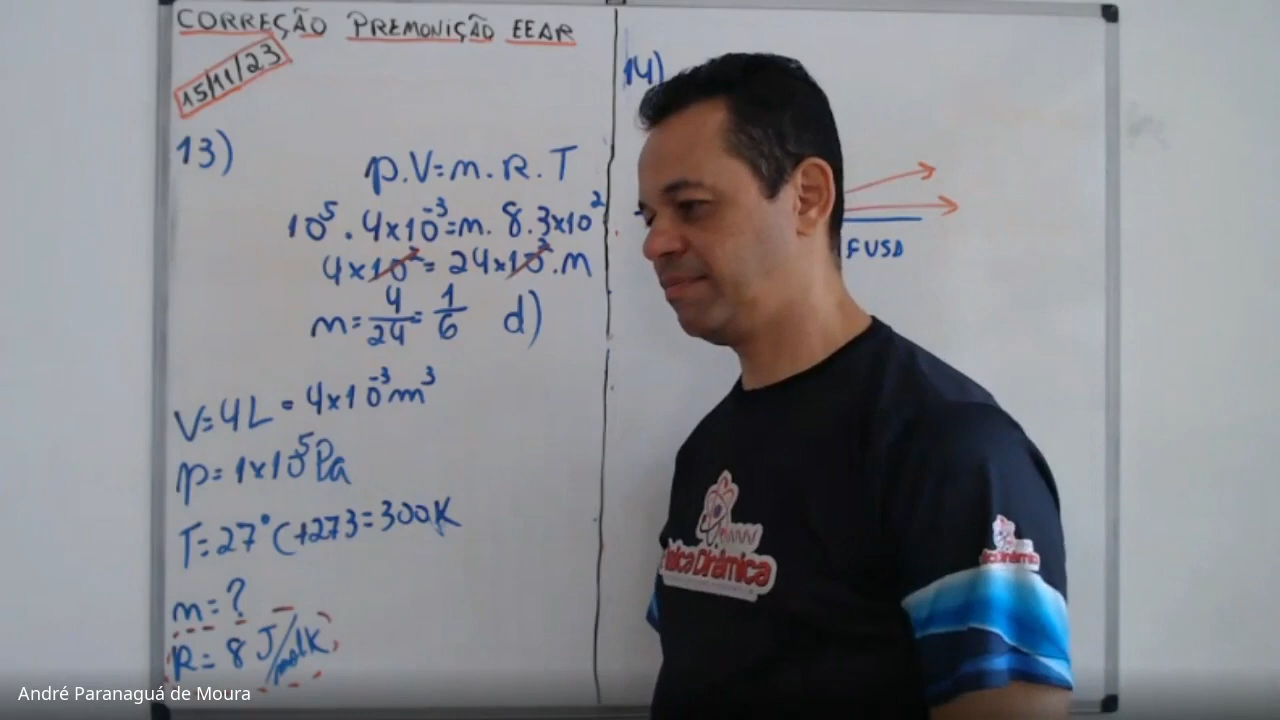 CORREÇÃO PREMONIÇÃO EEAR
15/11/23
13)
p.V=n.R.T
10⁵.4x10⁻³=n.8.3x10²
4x10²=24x10².n
n=4/24=1/6 d)
V=4L=4x10⁻³m³
p=1x10⁵Pa
T=27°C+273=300K
n=?
R=8J/molK
14)
FUSO
Física Dinâmica
André Paranaguá de Moura